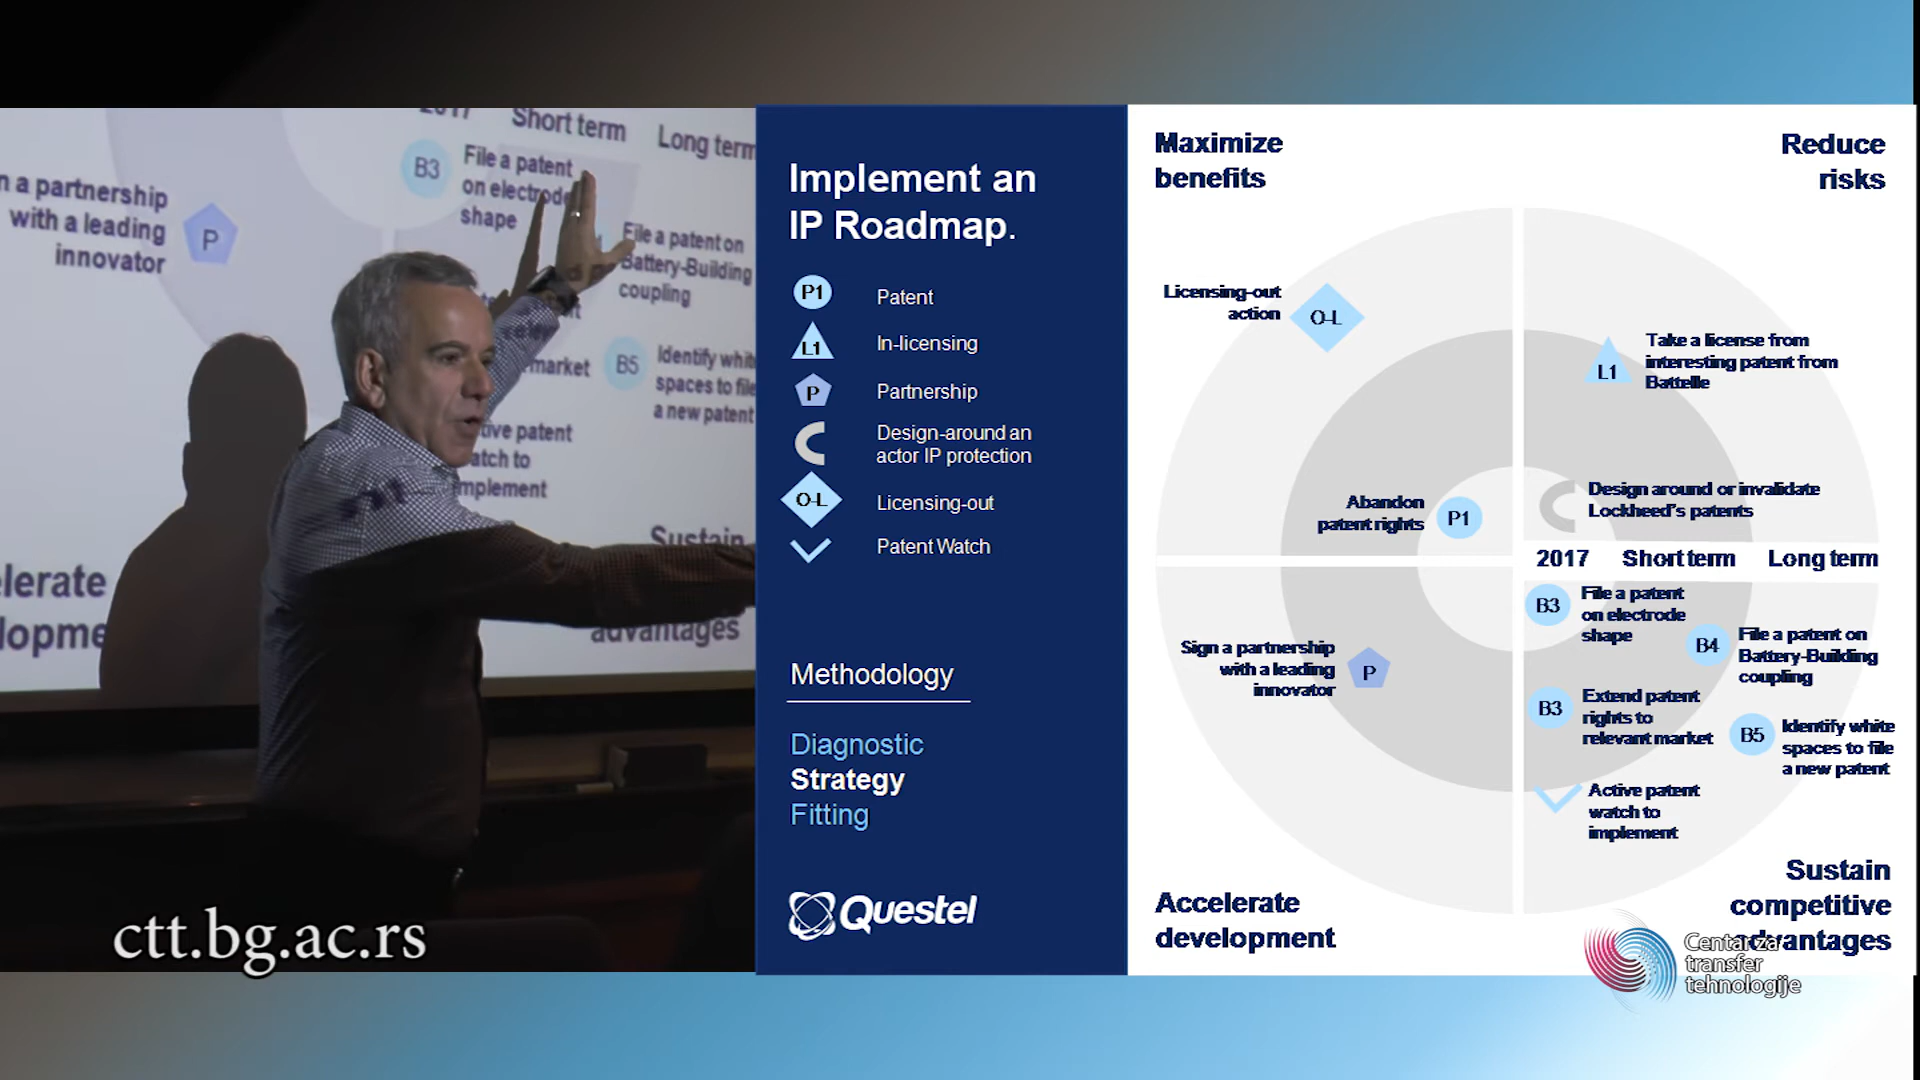 Short term
Long term
B3
File a patent
on electrode
shape
n a partnership
with a leading
innovator
P
File a patent on
Battery-Building
coupling
market
B5
Identify whit
spaces to file
a new patent
tive patent
atch to
mplement
Sustain
advantages
lerate
lopme
ctt.bg.ac.rs
Implement an
IP Roadmap.
P1
Patent
L1
In-licensing
P
Partnership
Design-around an
actor IP protection
O-L
Licensing-out
Patent Watch
Methodology
Diagnostic
Strategy
Fitting
Questel
Maximize
benefits
Reduce
risks
Licensing-out
action
O-L
L1
Take a license from
interesting patent from
Battelle
Abandon
patent rights
P1
Design around or invalidate
Lockheed's patents
2017
Short term
Long term
B3
File a patent
on electrode
shape
B4
File a patent on
Battery-Building
coupling
Sign a partnership
with a leading
innovator
P
B3
Extend patent
rights to
relevant market
B5
Identify white
spaces to file
a new patent
Active patent
watch to
implement
Accelerate
development
Sustain
competitive
advantages
Centar za
transfer
tehnologije